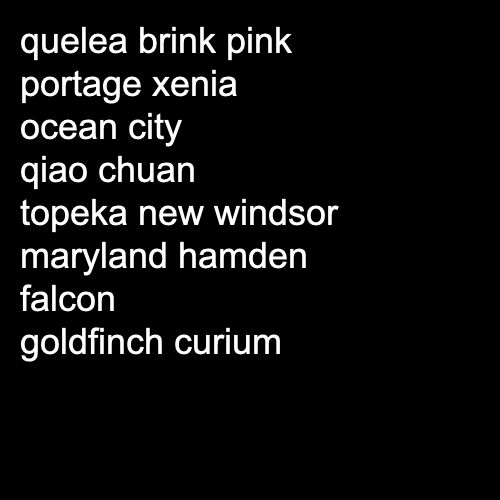 quelea brink pink
portage xenia
ocean city
qiao chuan
topeka new windsor
maryland hamden
falcon
goldfinch curium